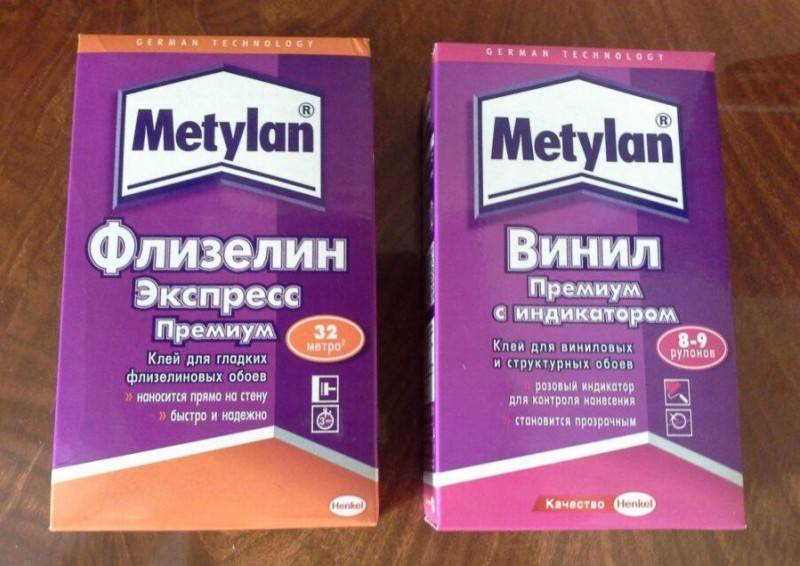 GERMAN TECHNOLOGY
Metylan®
Флизелин
Экспресс
Премиум
32
метра²
Клей для гладких
флизелиновых обоев
» наносится прямо на стену
» быстро и надежно
Henkel
GERMAN TECHNOLOGY
Metylan®
Винил
Премиум
с индикатором
8-9
рулонов
Клей для виниловых
и структурных обоев
» розовый индикатор
для контроля нанесения
» становится прозрачным
Качество Henkel